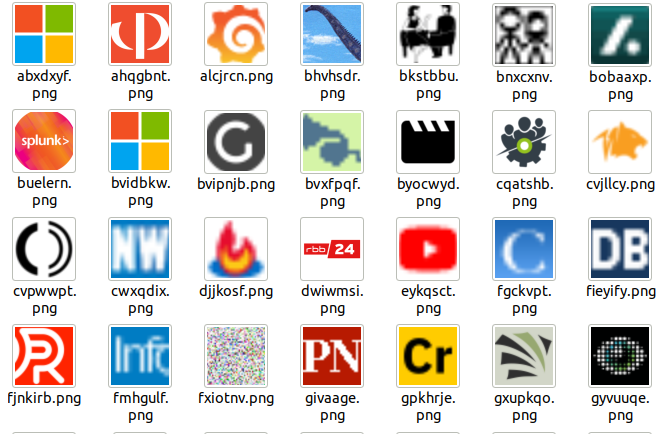 abxdxyf.
png
ahqgbnt.
png
alcjrcn.png
bhvhsdr.
png
bkstbbu.
png
bnxcxnv.
png
bobaaxp.
png
splunk>
buelern.
png
bvidbkw.
png
G
bvipnjb.png
bvxfpqf.
png
byocwyd.
png
cqatshb.
png
cvjllcy.png
cvpwwpt.
png
NW
cwxqdix.
png
djjkosf.png
rbb 24
dwiwmsi.
png
eykqsct.
png
C
fgckvpt.
png
DB
fieyify.png
R
fjnkirb.png
Info
fmhgulf.
png
fxiotnv.png
PN
givaage.
png
Cr
gpkhrje.
png
gxupkqo.
png
gyvuuqe.
png